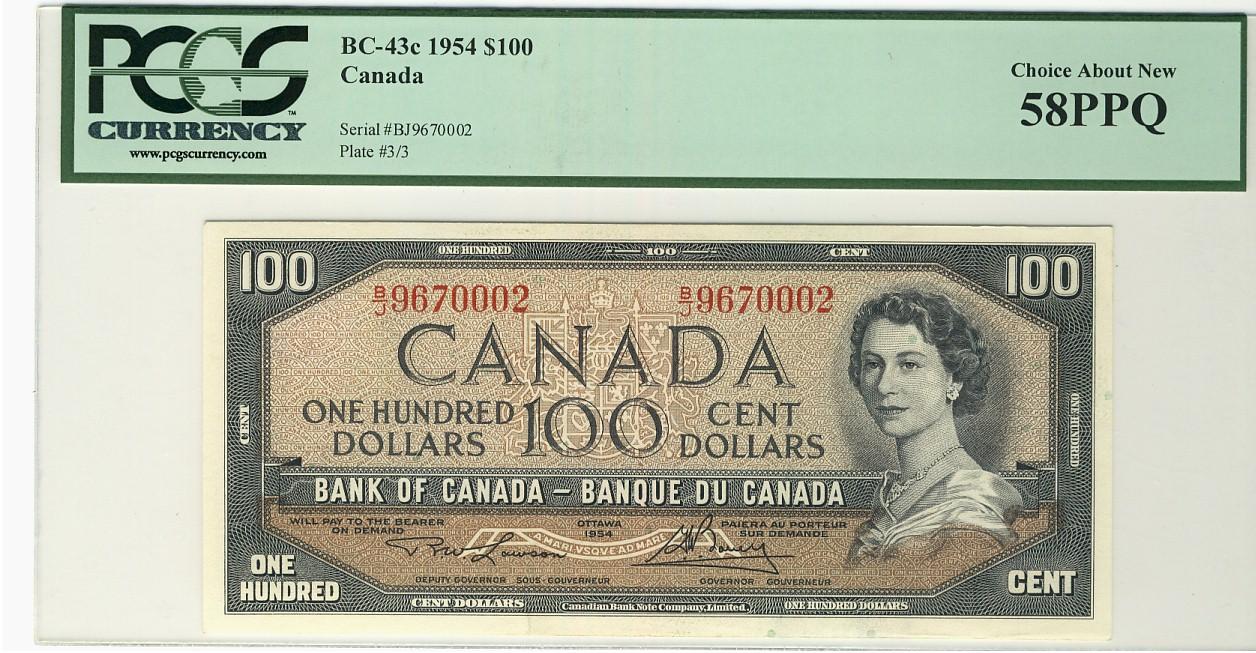 PCGS
CURRENCY
www.pcgscurrency.com
BC-43c 1954 $100
Canada
Serial #BJ9670002
Plate #3/3
Choice About New
58PPQ
ONE HUNDRED 100 CENT
100 100
B/J 9670002 B/J 9670002
CANADA
ONE HUNDRED 100 CENT
DOLLARS DOLLARS
CENT
ONE HUNDRED
BANK OF CANADA – BANQUE DU CANADA
WILL PAY TO THE BEARER
ON DEMAND
OTTAWA
1954
PAIERA AU PORTEUR
SUR DEMANDE
A MARI VSQVE AD MARE
DEPUTY GOVERNOR SOUS-GOUVERNEUR
GOVERNOR GOUVERNEUR
ONE
HUNDRED
CENT
CENT DOLLARS Canadian Bank Note Company, Limited. ONE HUNDRED DOLLARS